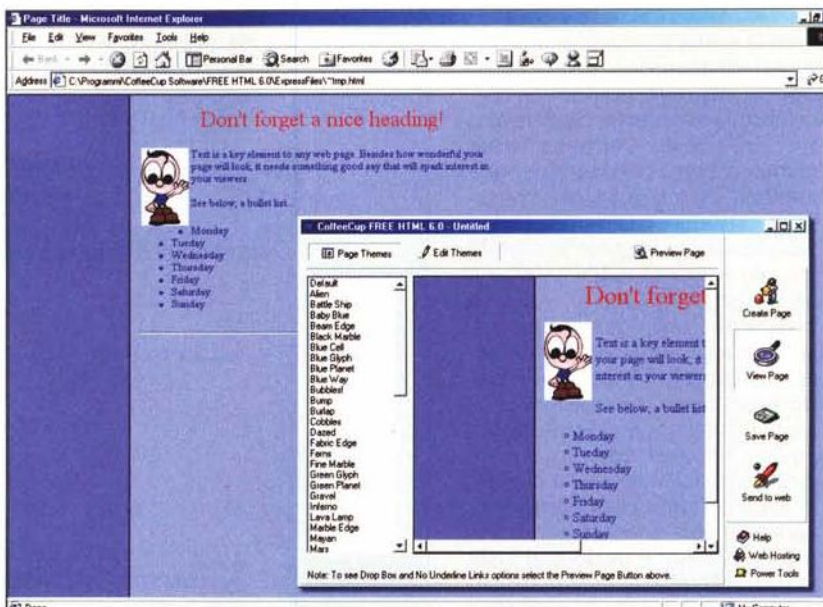 Page Title - Microsoft Internet Explorer
File Edit View Favorites Tools Help
Back Personal Bar Search Favorites
Address C:\Programmi\CoffeeCup Software\FREE HTML 6.0\ExpressFiles\~tmp.html
Don't forget a nice heading!
Text is a key element to any web page. Besides how wonderful your
page will look, it needs something good say that will spark interest in
your viewers.
See below, a bullet list...
Monday
Tueday
Wednesday
Thursday
Friday
Saturday
Sunday
CoffeeCup FREE HTML 6.0 - Untitled
Page Themes Edit Themes Preview Page
Default
Alien
Battle Ship
Baby Blue
Beam Edge
Black Marble
Blue Cell
Blue Glyph
Blue Planet
Blue Way
Bubbles!
Bump
Burlap
Cobbles
Dazed
Fabric Edge
Ferns
Fine Marble
Green Glyph
Green Planet
Gravel
Inferno
Lava Lamp
Marble Edge
Mayan
Mars
Don't forget
Text is a key element t
your page will look, it
interest in your viewers
See below, a bullet list
Monday
Tueday
Wednesday
Thursday
Friday
Saturday
Sunday
Create Page
View Page
Save Page
Send to web
Help
Web Hosting
Power Tools
Note: To see Drop Box and No Underline Links options select the Preview Page Button above.